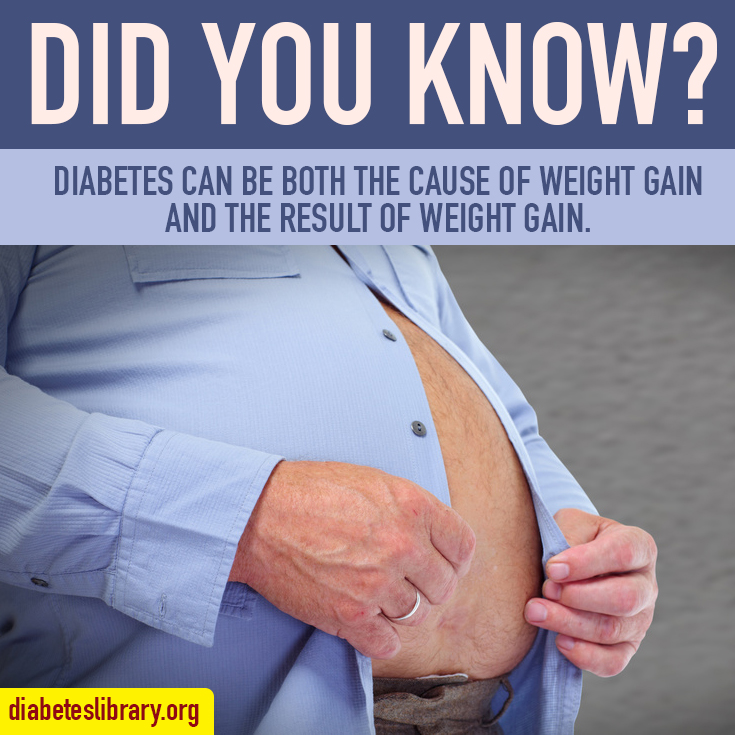 DID YOU KNOW?
DIABETES CAN BE BOTH THE CAUSE OF WEIGHT GAIN
AND THE RESULT OF WEIGHT GAIN.
diabeteslibrary.org